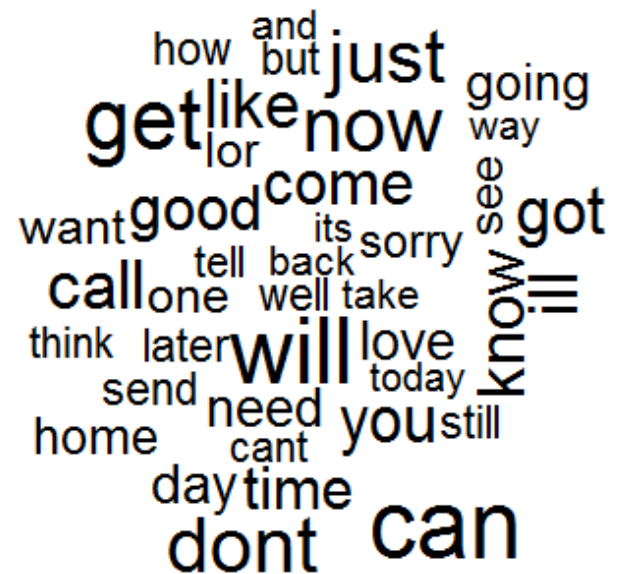 and
how
but
just
like
going
get
now
way
lor
come
see
good
got
want
its
sorry
tell
back
know
ill
call
one
well
take
think
later
will
love
today
send
need
you
still
home
cant
day
time
can
dont